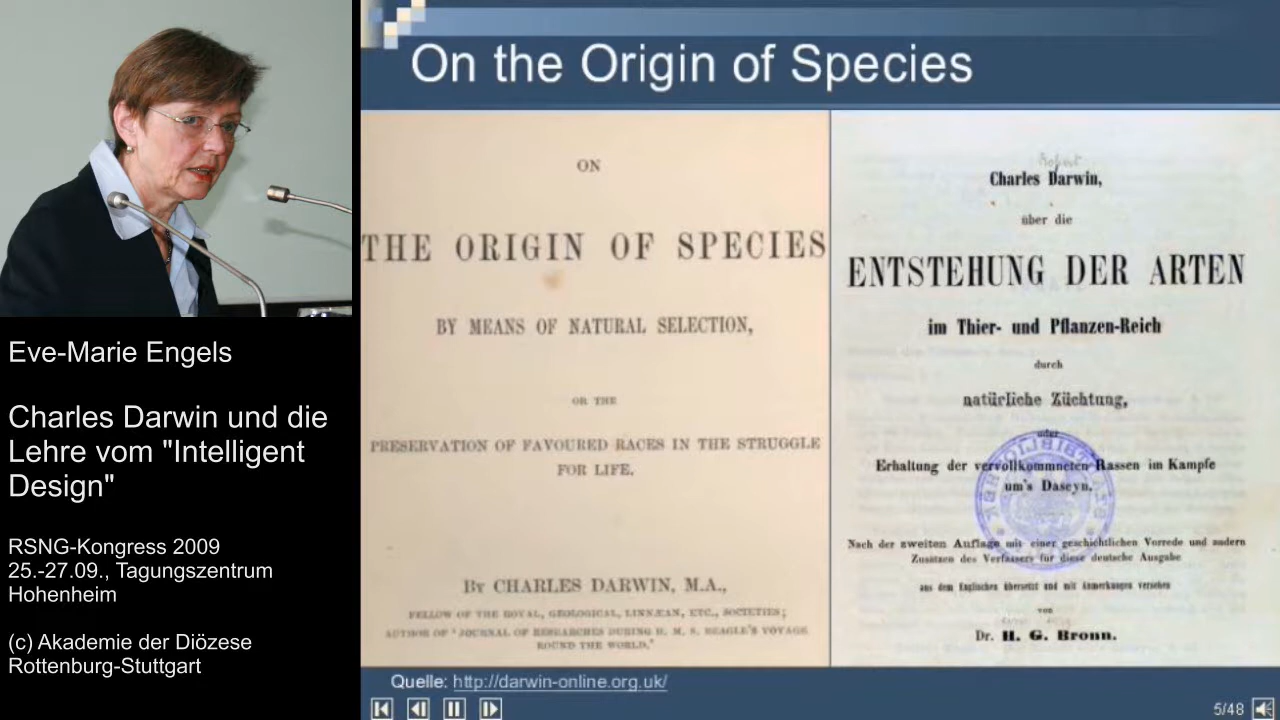 On the Origin of Species
ON
THE ORIGIN OF SPECIES
BY MEANS OF NATURAL SELECTION,
OR THE
PRESERVATION OF FAVOURED RACES IN THE STRUGGLE
FOR LIFE.
BY CHARLES DARWIN, M.A.,
FELLOW OF THE ROYAL, GEOLOGICAL, LINNÆAN, ETC., SOCIETIES;
AUTHOR OF 'JOURNAL OF RESEARCHES DURING H. M. S. BEAGLE'S VOYAGE
ROUND THE WORLD.'
Robert
Charles Darwin,
über die
ENTSTEHUNG DER ARTEN
im Thier- und Pflanzen-Reich
durch
natürliche Züchtung,
oder
Erhaltung der vervollkommneten Rassen im Kampfe
um's Daseyn.
Nach der zweiten Auflage mit einer geschichtlichen Vorrede und andern
Zusätzen des Verfassers für diese deutsche Ausgabe
aus dem Englischen übersetzt und mit Anmerkungen versehen
von
Dr. H. G. Bronn.
Quelle: http://darwin-online.org.uk/
5/48
Eve-Marie Engels
Charles Darwin und die
Lehre vom "Intelligent
Design"
RSNG-Kongress 2009
25.-27.09., Tagungszentrum
Hohenheim
(c) Akademie der Diözese
Rottenburg-Stuttgart